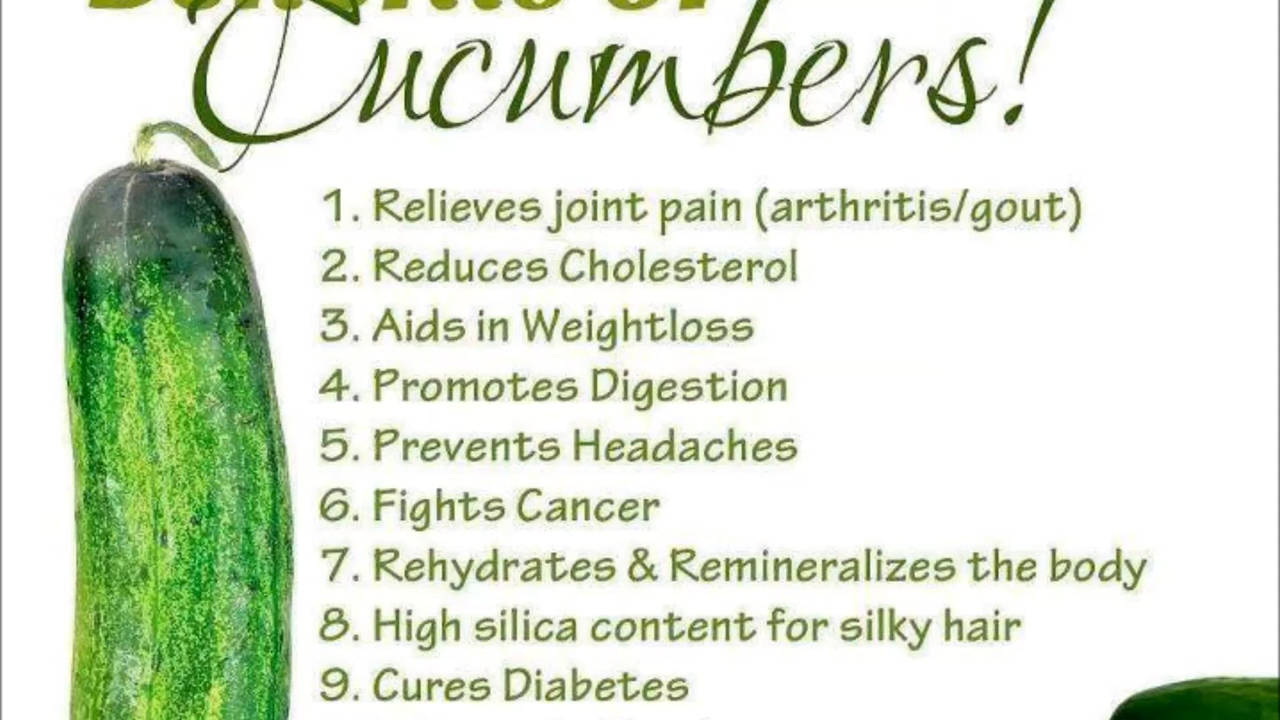 Cucumbers!
1. Relieves joint pain (arthritis/gout)
2. Reduces Cholesterol
3. Aids in Weightloss
4. Promotes Digestion
5. Prevents Headaches
6. Fights Cancer
7. Rehydrates & Remineralizes the body
8. High silica content for silky hair
9. Cures Diabetes